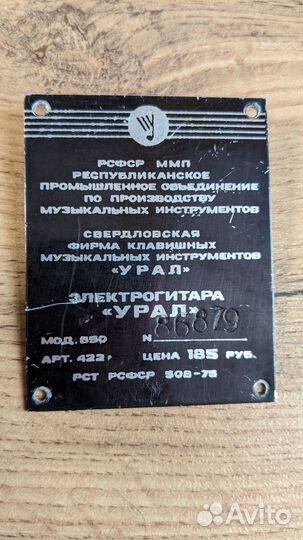 РСФСР ММП
РЕСПУБЛИКАНСКОЕ
ПРОМЫШЛЕННОЕ ОБЪЕДИНЕНИЕ
ПО ПРОИЗВОДСТВУ
МУЗЫКАЛЬНЫХ ИНСТРУМЕНТОВ
СВЕРДЛОВСКАЯ
ФИРМА КЛАВИШНЫХ
МУЗЫКАЛЬНЫХ ИНСТРУМЕНТОВ
«УРАЛ»
ЭЛЕКТРОГИТАРА
«УРАЛ»
МОД. 650 N 86879
АРТ. 422г ЦЕНА 185 РУБ.
РСТ РСФСР 508-75
Avito